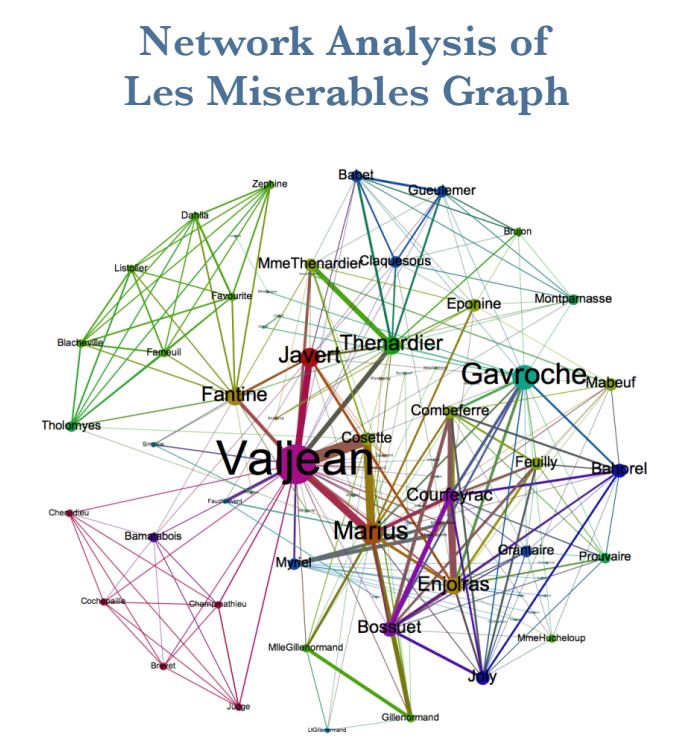 Network Analysis of
Les Miserables Graph
Zephine
Babet
Gueulemer
Dahlia
Brujon
MmeThenardier
Claquesous
Listolier
Favourite
Eponine
Montparnasse
Blacheville
Fameuil
Javert
Thenardier
Gavroche
Mabeuf
Fantine
Combeferre
Tholomyes
Cosette
Valjean
Feuilly
Bahorel
Simplice
Courfeyrac
Fauchelevent
Chenildieu
Bamatabois
Marius
Myriel
Grantaire
Prouvaire
Enjolras
Cochepaille
Champmathieu
Bossuet
MmeHucheloup
MlleGillenormand
Brevet
Joly
Judge
Gillenormand
LtGillenormand